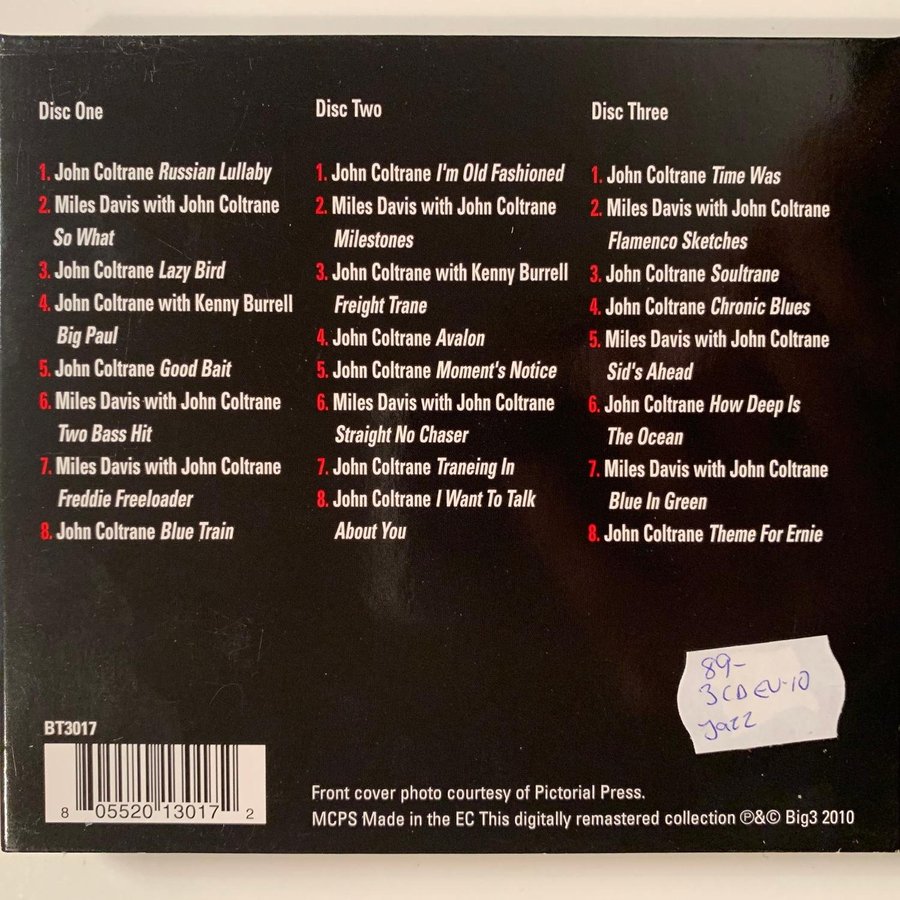 Disc One
1. John Coltrane Russian Lullaby
2. Miles Davis with John Coltrane
So What
3. John Coltrane Lazy Bird
4. John Coltrane with Kenny Burrell
Big Paul
5. John Coltrane Good Bait
6. Miles Davis with John Coltrane
Two Bass Hit
7. Miles Davis with John Coltrane
Freddie Freeloader
8. John Coltrane Blue Train
Disc Two
1. John Coltrane I'm Old Fashioned
2. Miles Davis with John Coltrane
Milestones
3. John Coltrane with Kenny Burrell
Freight Trane
4. John Coltrane Avalon
5. John Coltrane Moment's Notice
6. Miles Davis with John Coltrane
Straight No Chaser
7. John Coltrane Traneing In
8. John Coltrane I Want To Talk
About You
Disc Three
1. John Coltrane Time Was
2. Miles Davis with John Coltrane
Flamenco Sketches
3. John Coltrane Soultrane
4. John Coltrane Chronic Blues
5. Miles Davis with John Coltrane
Sid's Ahead
6. John Coltrane How Deep Is
The Ocean
7. Miles Davis with John Coltrane
Blue In Green
8. John Coltrane Theme For Ernie
89-
3CD EU-10
Jazz
BT3017
8 05520 13017 2
Front cover photo courtesy of Pictorial Press.
MCPS Made in the EC This digitally remastered collection ℗&© Big3 2010